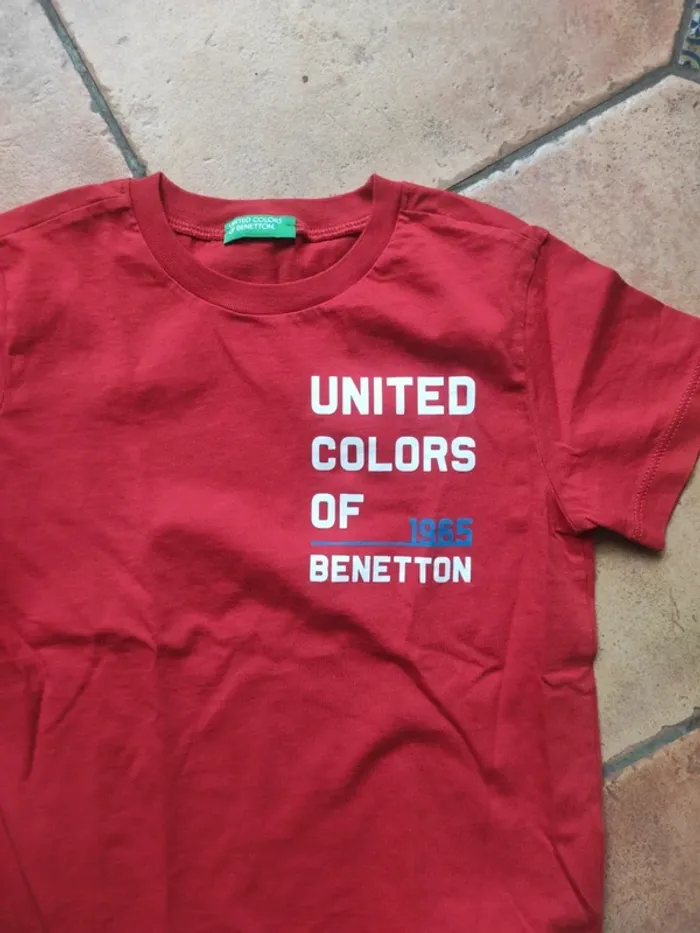 UNITED COLORS
OF BENETTON.
UNITED
COLORS
OF
1965
BENETTON